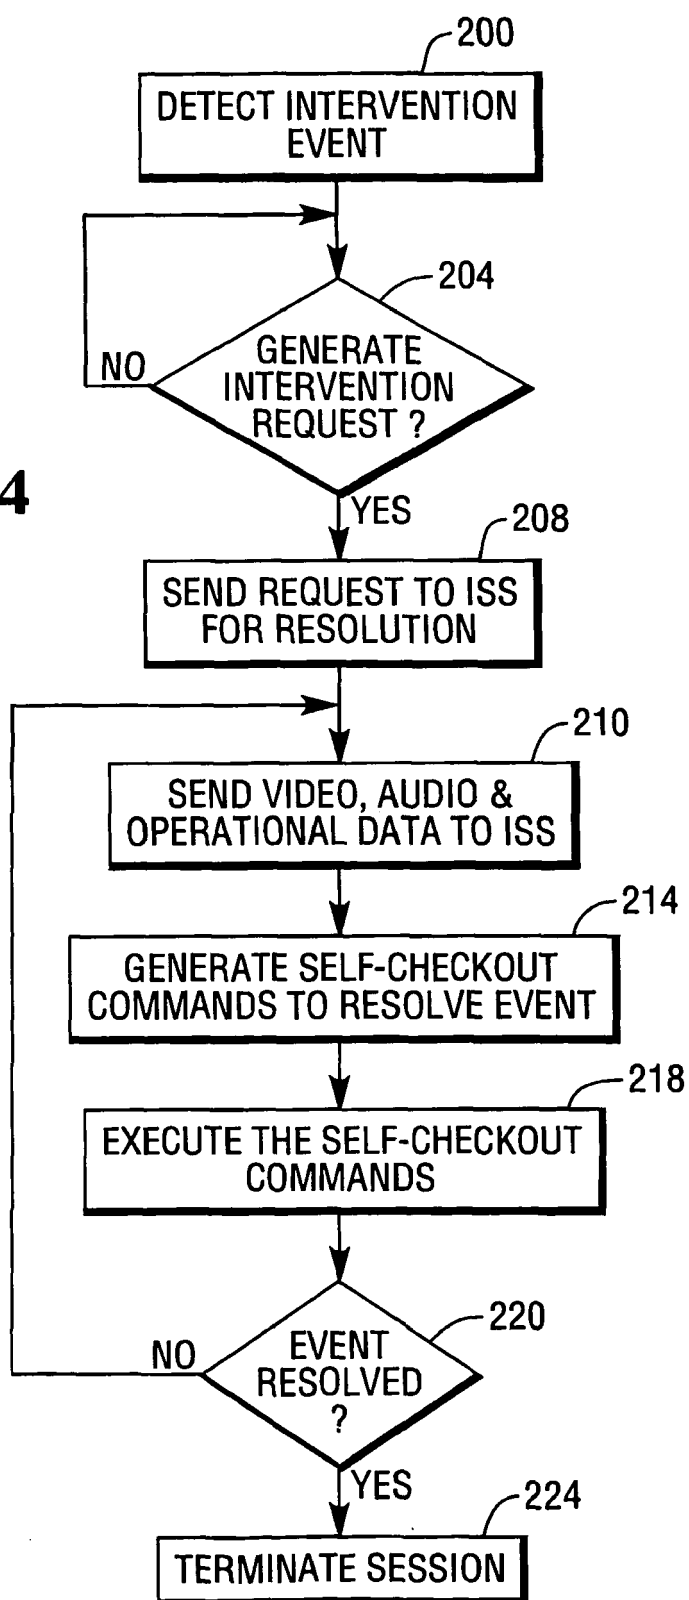 200
DETECT INTERVENTION
EVENT
204
GENERATE
INTERVENTION
REQUEST ?
NO
4
YES
208
SEND REQUEST TO ISS
FOR RESOLUTION
210
SEND VIDEO, AUDIO &
OPERATIONAL DATA TO ISS
214
GENERATE SELF-CHECKOUT
COMMANDS TO RESOLVE EVENT
218
EXECUTE THE SELF-CHECKOUT
COMMANDS
220
EVENT
RESOLVED
?
NO
YES
224
TERMINATE SESSION